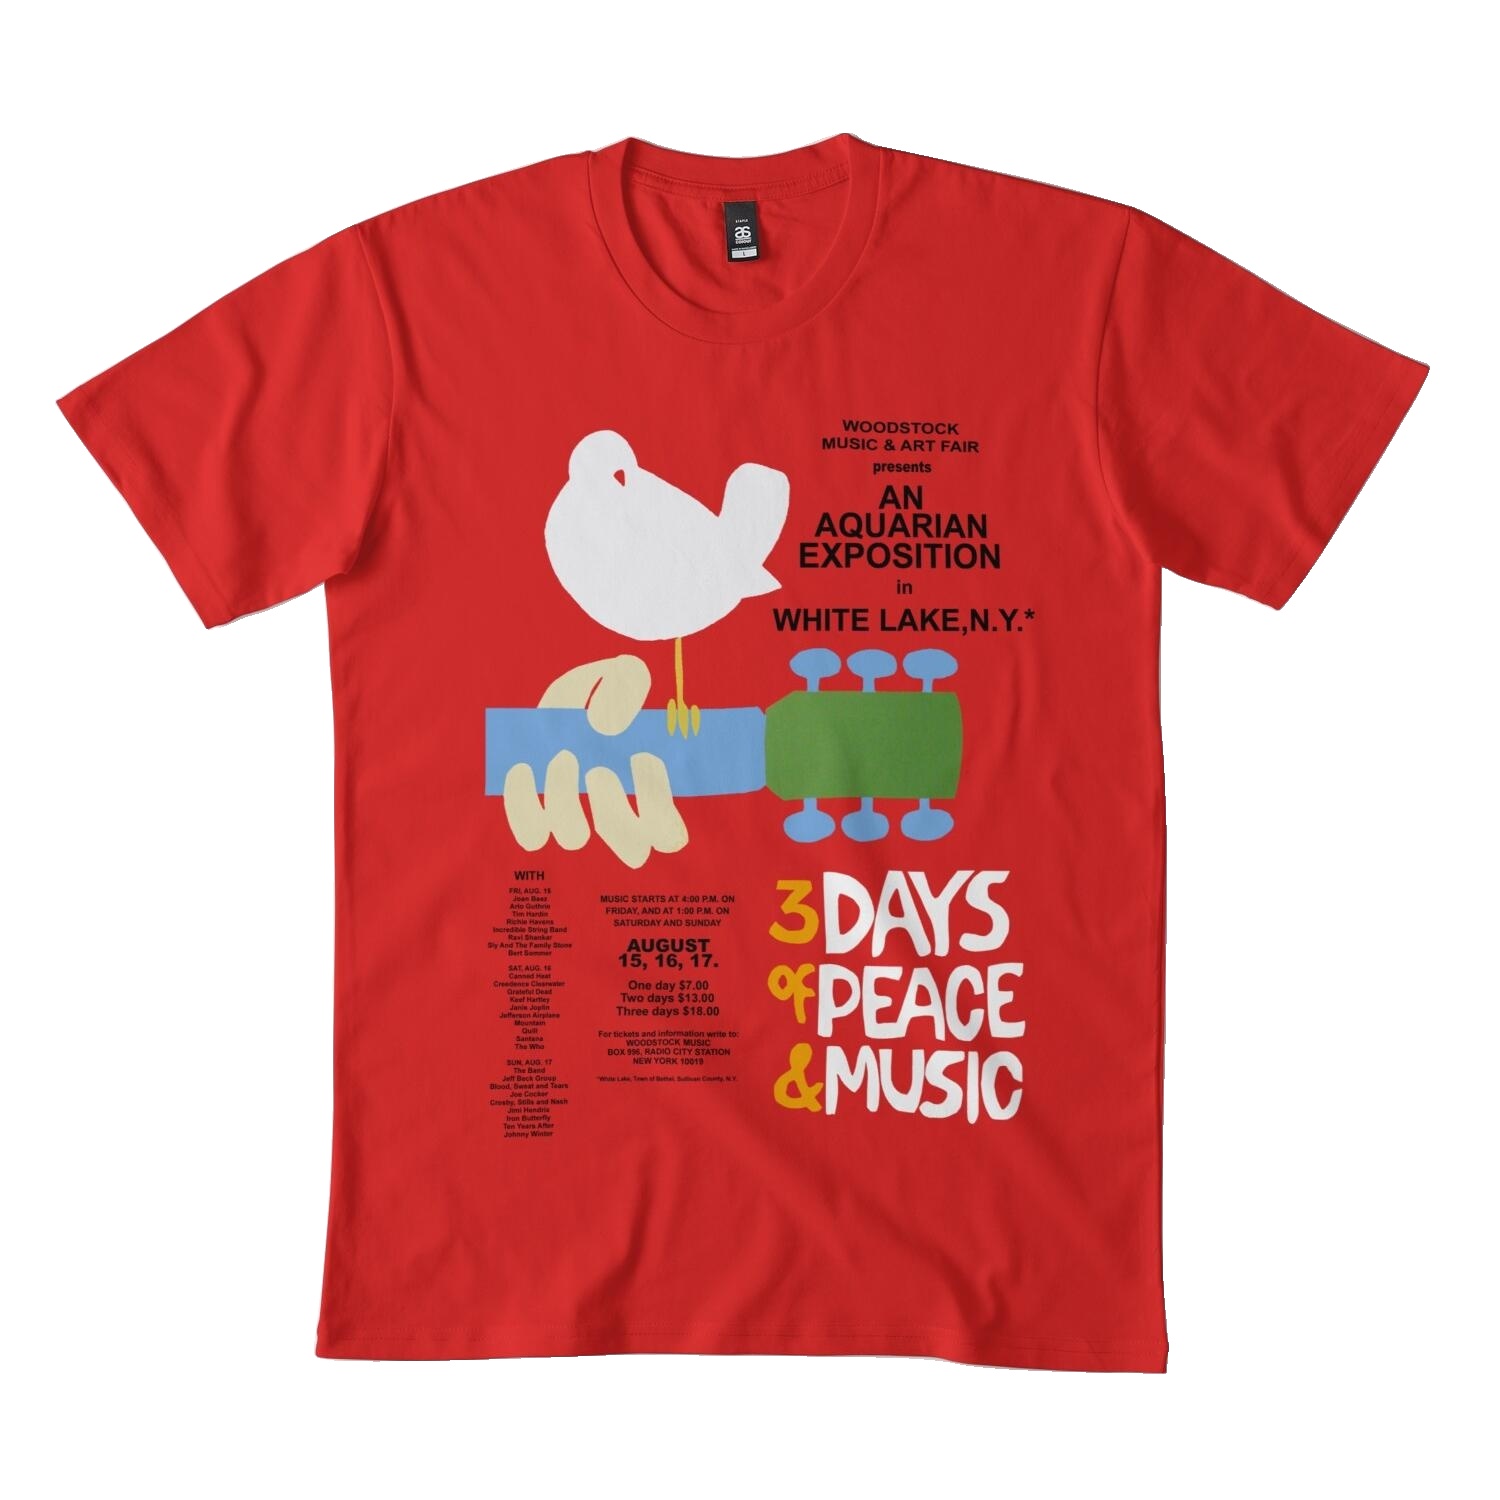 STAPLE
as
colour
L
WOODSTOCK
MUSIC & ART FAIR
presents
AN
AQUARIAN
EXPOSITION
in
WHITE LAKE,N.Y.*
WITH
FRI, AUG. 15
Joan Baez
Arlo Guthrie
Tim Hardin
Richie Havens
Incredible String Band
Ravi Shankar
Sly And The Family Stone
Bert Sommer
SAT, AUG. 16
Canned Heat
Creedence Clearwater
Grateful Dead
Keef Hartley
Janis Joplin
Jefferson Airplane
Mountain
Quill
Santana
The Who
SUN, AUG. 17
The Band
Jeff Beck Group
Blood, Sweat and Tears
Joe Cocker
Crosby, Stills and Nash
Jimi Hendrix
Iron Butterfly
Ten Years After
Johnny Winter
MUSIC STARTS AT 4:00 P.M. ON
FRIDAY, AND AT 1:00 P.M. ON
SATURDAY AND SUNDAY
AUGUST
15, 16, 17.
One day $7.00
Two days $13.00
Three days $18.00
For tickets and information write to:
WOODSTOCK MUSIC
BOX 996, RADIO CITY STATION
NEW YORK 10019
*White Lake, Town of Bethel, Sullivan County, N.Y.
3 DAYS
of PEACE
& MUSIC